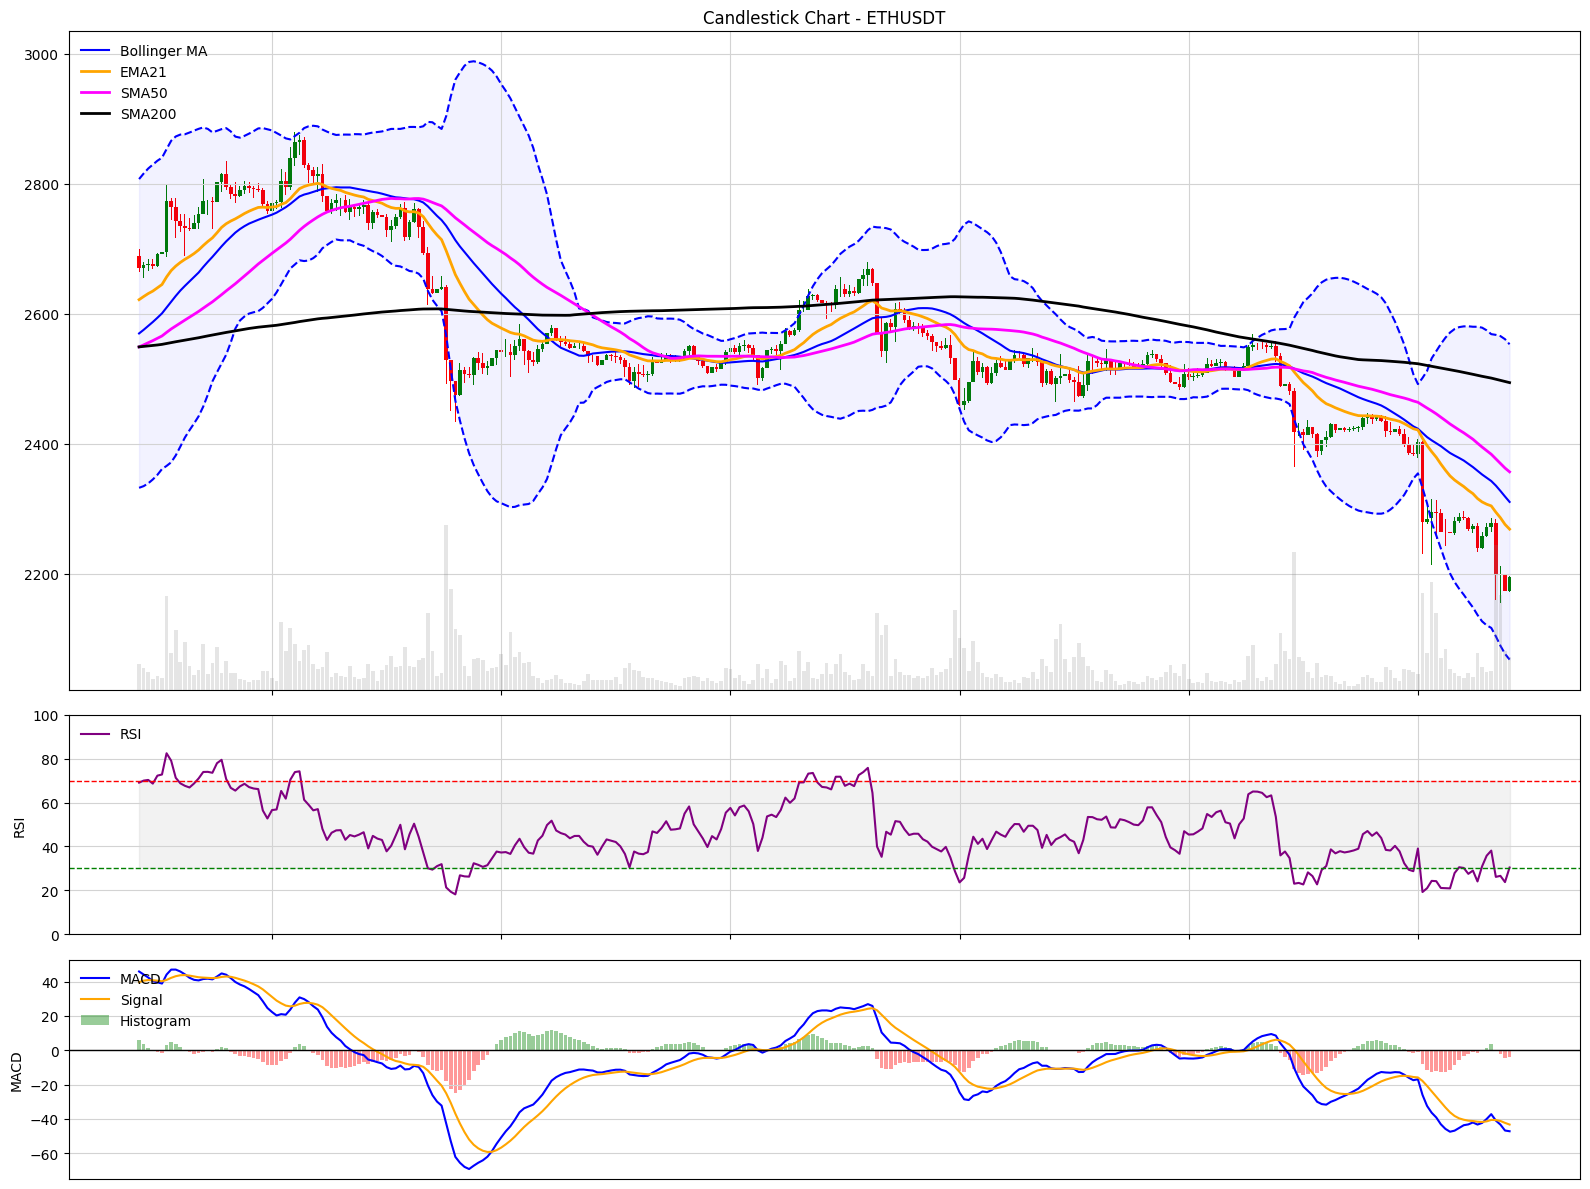 Candlestick Chart - ETHUSDT
3000
2800
2600
2400
2200
Bollinger MA
EMA21
SMA50
SMA200
100
80
60
40
20
0
RSI
RSI
40
20
0
−20
−40
−60
MACD
MACD
Signal
Histogram